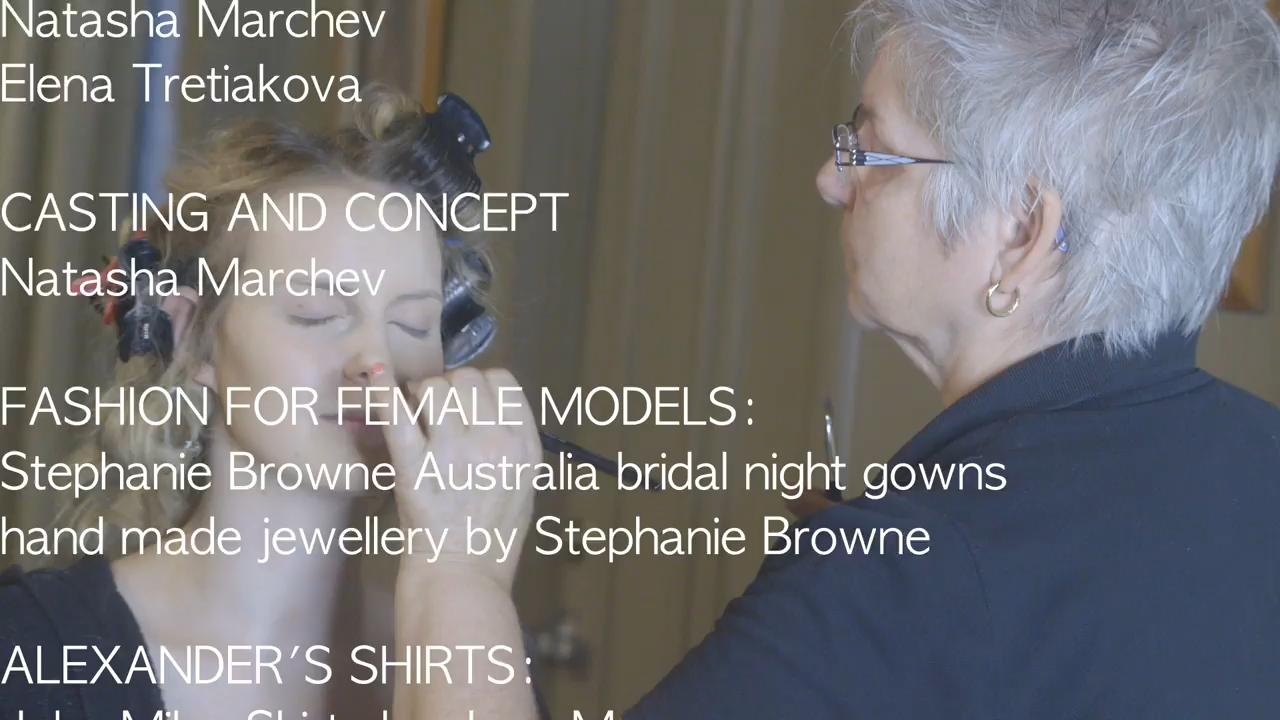 Natasha Marchev
Elena Tretiakova
CASTING AND CONCEPT
Natasha Marchev
FASHION FOR FEMALE MODELS:
Stephanie Browne Australia bridal night gowns
hand made jewellery by Stephanie Browne
ALEXANDER'S SHIRTS: